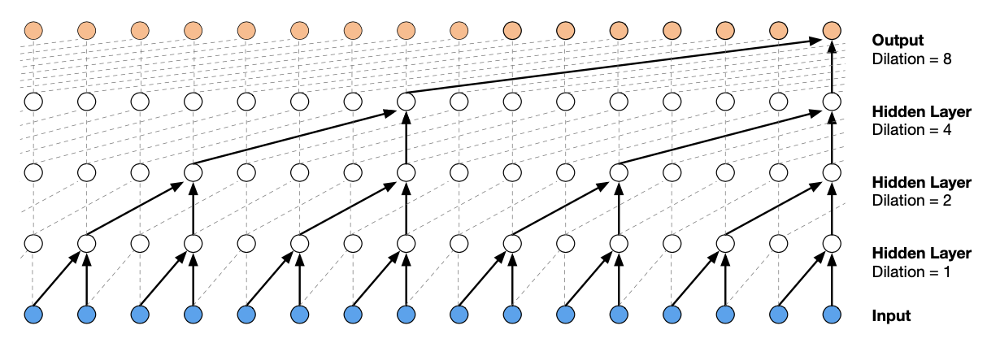 Output
Dilation = 8
Hidden Layer
Dilation = 4
Hidden Layer
Dilation = 2
Hidden Layer
Dilation = 1
Input